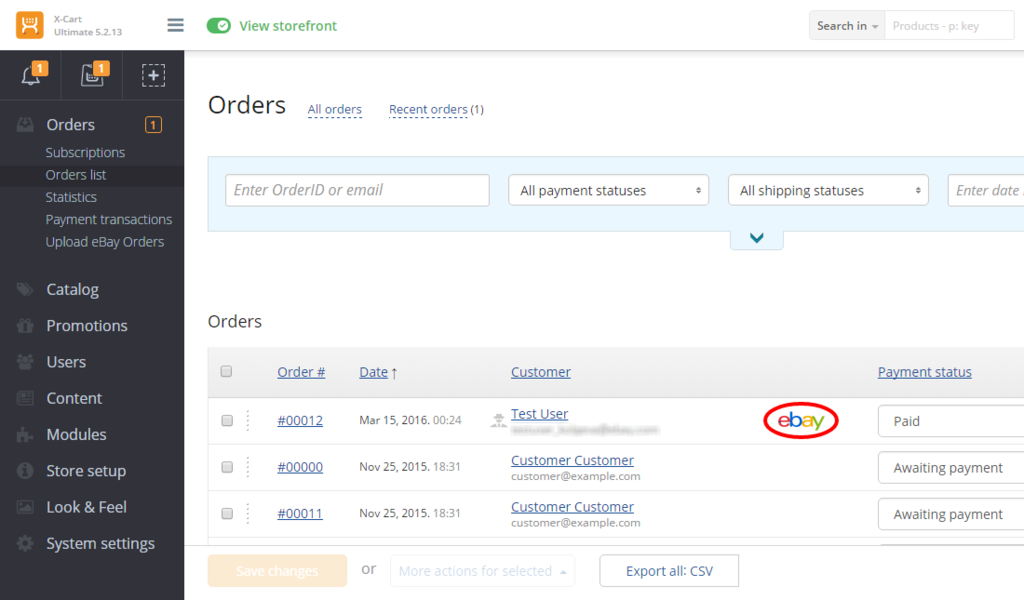 X-Cart
Ultimate 5.2.13
View storefront
Search in
Products - p: key
1
1
Orders 1
Subscriptions
Orders list
Statistics
Payment transactions
Upload eBay Orders
Catalog
Promotions
Users
Content
Modules
Store setup
Look & Feel
System settings
Orders All orders Recent orders (1)
Enter OrderID or email All payment statuses All shipping statuses Enter date
Orders
Order # Date ↑ Customer Payment status
#00012 Mar 15, 2016. 00:24 Test User ebay Paid
#00000 Nov 25, 2015. 18:31 Customer Customer Awaiting payment
customer@example.com
#00011 Nov 25, 2015. 18:31 Customer Customer Awaiting payment
customer@example.com
Save changes or More actions for selected Export all: CSV